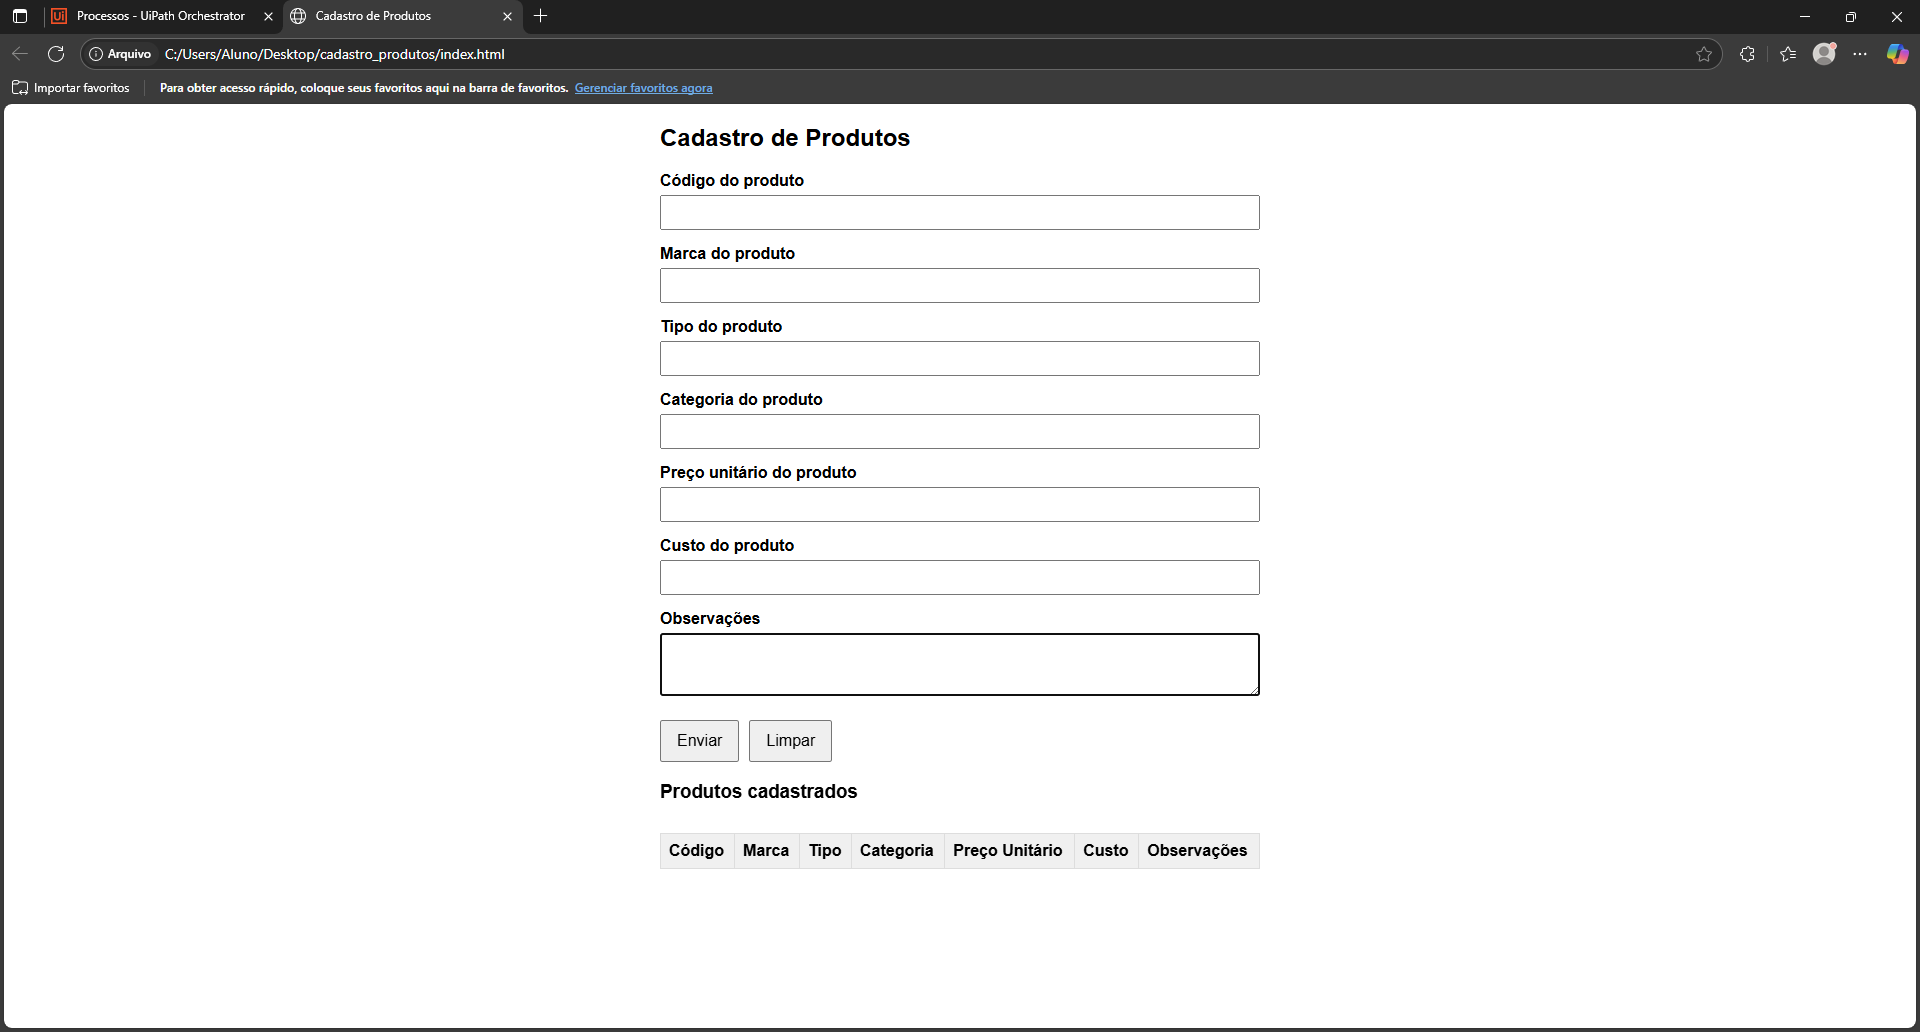 Processos - UiPath Orchestrator
Cadastro de Produtos
Arquivo C:/Users/Aluno/Desktop/cadastro_produtos/index.html
Importar favoritos Para obter acesso rápido, coloque seus favoritos aqui na barra de favoritos. Gerenciar favoritos agora
Cadastro de Produtos
Código do produto
Marca do produto
Tipo do produto
Categoria do produto
Preço unitário do produto
Custo do produto
Observações
Enviar Limpar
Produtos cadastrados
Código Marca Tipo Categoria Preço Unitário Custo Observações